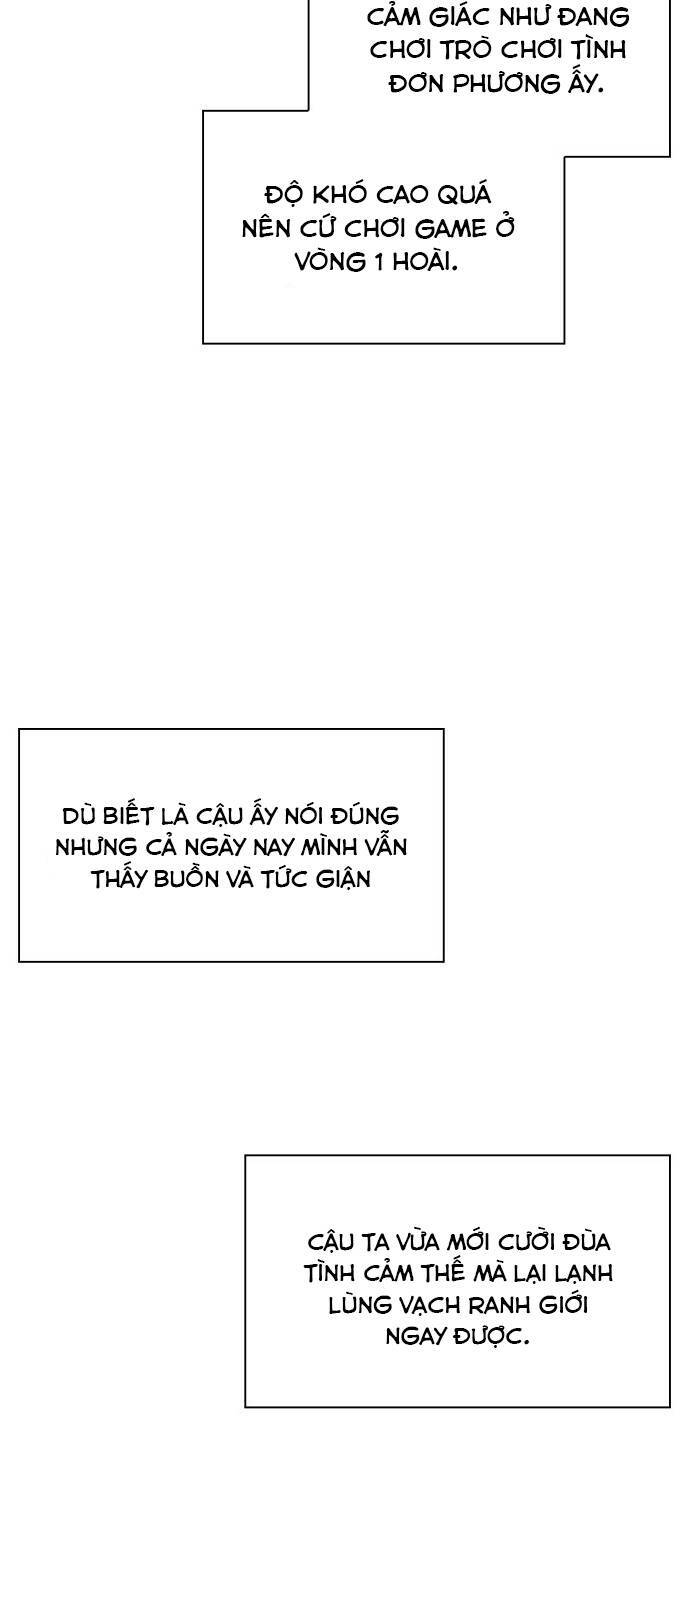 CẢM GIÁC NHƯ ĐANG
CHƠI TRÒ CHƠI TÌNH
ĐƠN PHƯƠNG ẤY.
ĐỘ KHÓ CAO QUÁ
NÊN CỨ CHƠI GAME Ở
VÒNG 1 HOÀI.
DÙ BIẾT LÀ CẬU ẤY NÓI ĐÚNG
NHƯNG CẢ NGÀY NAY MÌNH VẪN
THẤY BUỒN VÀ TỨC GIẬN
CẬU TA VỪA MỚI CƯỜI ĐÙA
TÌNH CẢM THẾ MÀ LẠI LẠNH
LÙNG VẠCH RANH GIỚI
NGAY ĐƯỢC.